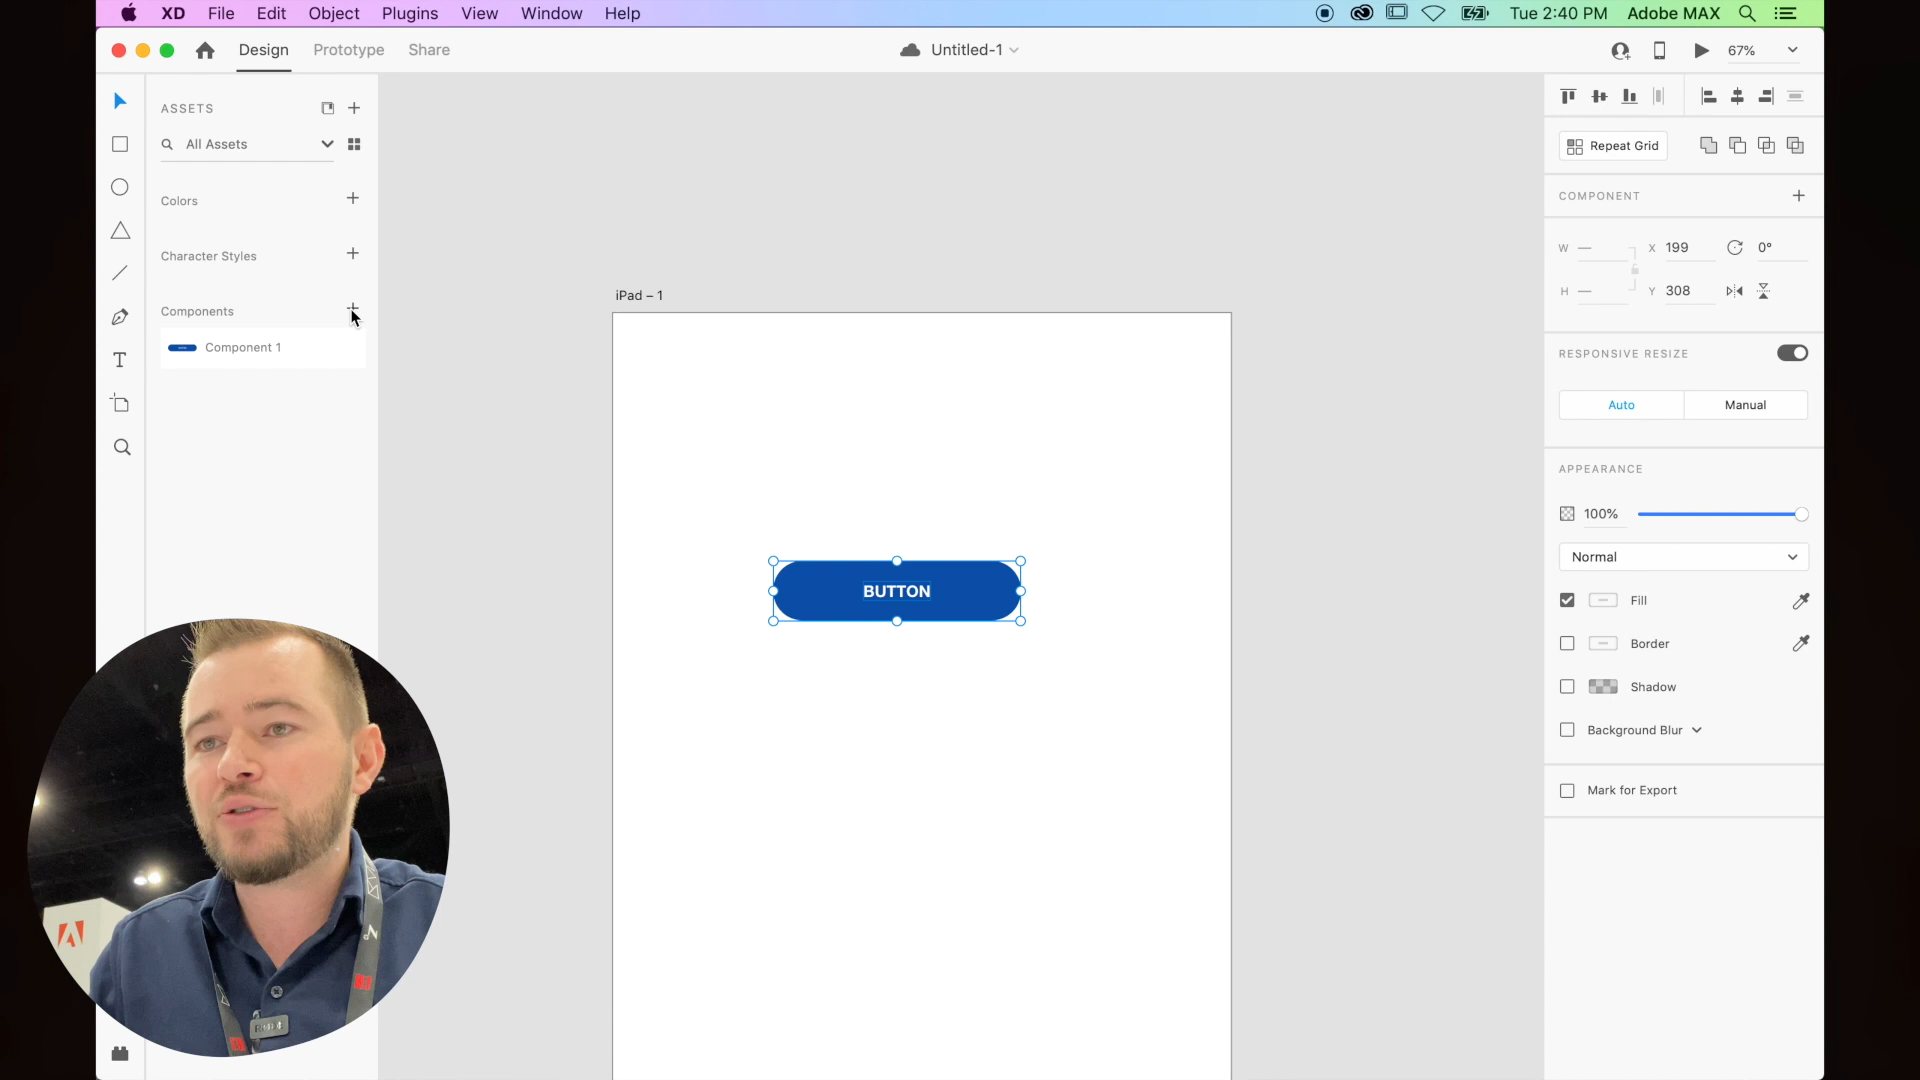 XD File Edit Object Plugins View Window Help Tue 2:40 PM Adobe MAX
Design Prototype Share Untitled-1 67%
ASSETS
All Assets
Colors
Character Styles
Components
Component 1
iPad – 1
BUTTON
Repeat Grid
COMPONENT
W — X 199 0°
H — Y 308
RESPONSIVE RESIZE
Auto Manual
APPEARANCE
100%
Normal
Fill
Border
Shadow
Background Blur
Mark for Export